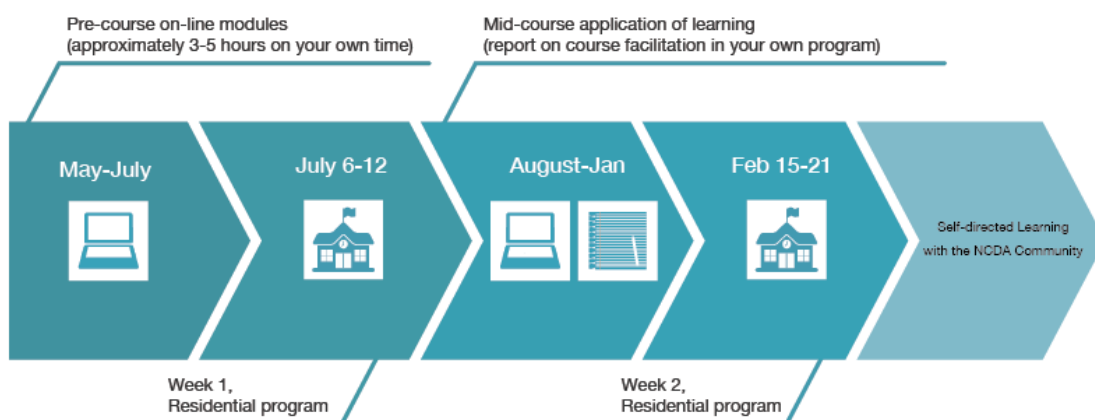 Pre-course on-line modules
(approximately 3-5 hours on your own time)
Mid-course application of learning
(report on course facilitation in your own program)
May-July
July 6-12
August-Jan
Feb 15-21
Self-directed Learning
with the NCDA Community
Week 1,
Residential program
Week 2,
Residential program